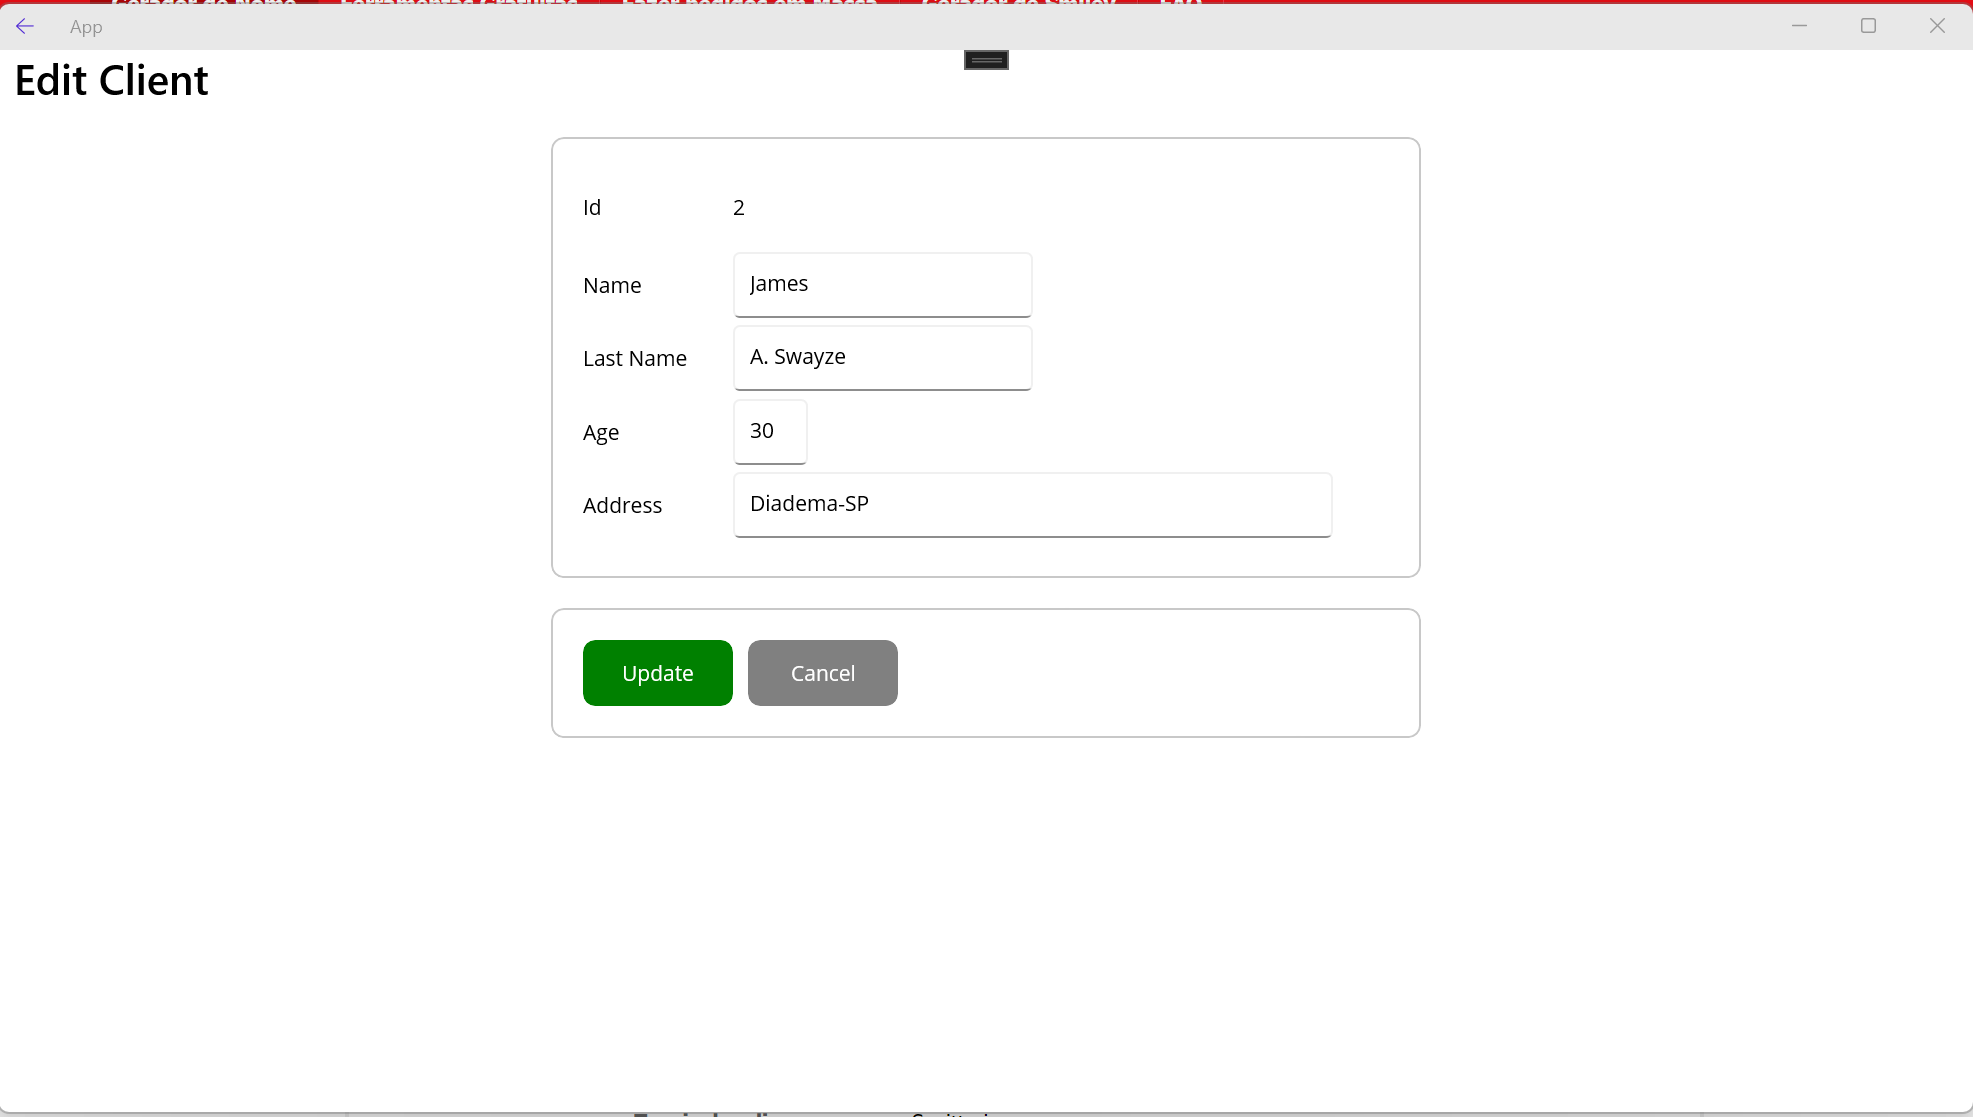 App
Edit Client
Id 2
Name James
Last Name A. Swayze
Age 30
Address Diadema-SP
Update Cancel